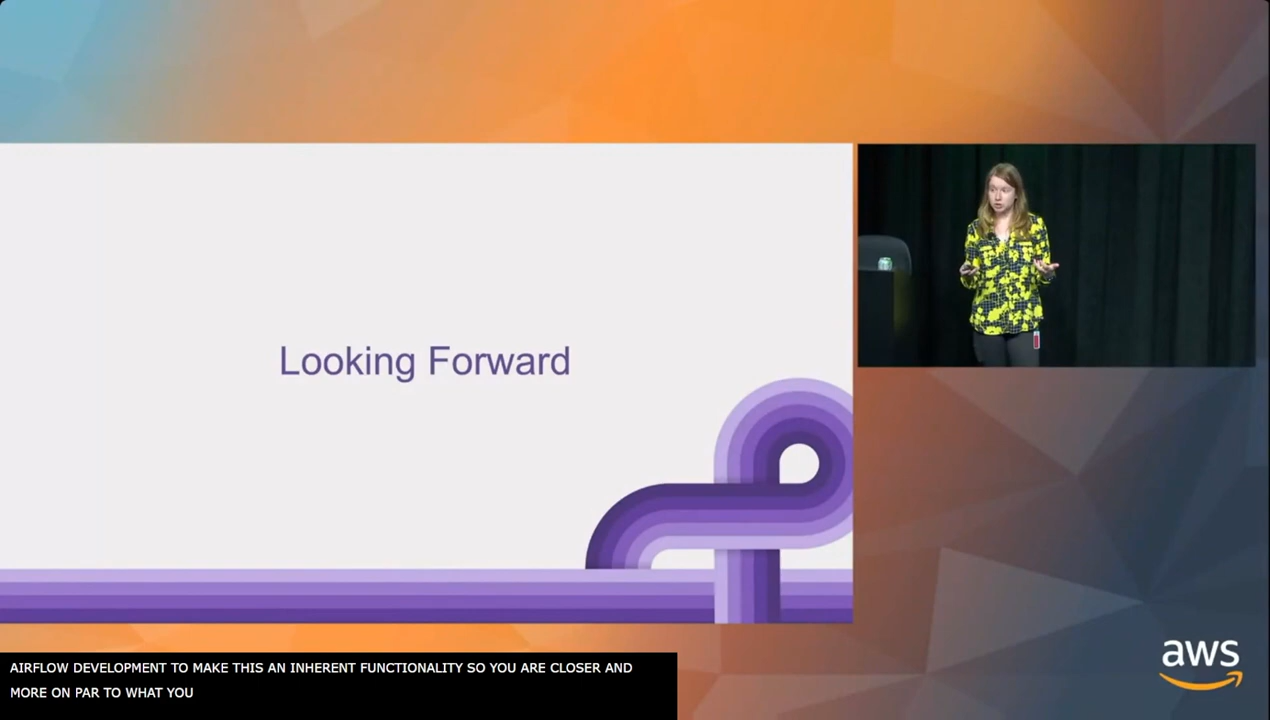 Looking Forward
AIRFLOW DEVELOPMENT TO MAKE THIS AN INHERENT FUNCTIONALITY SO YOU ARE CLOSER AND
MORE ON PAR TO WHAT YOU
aws